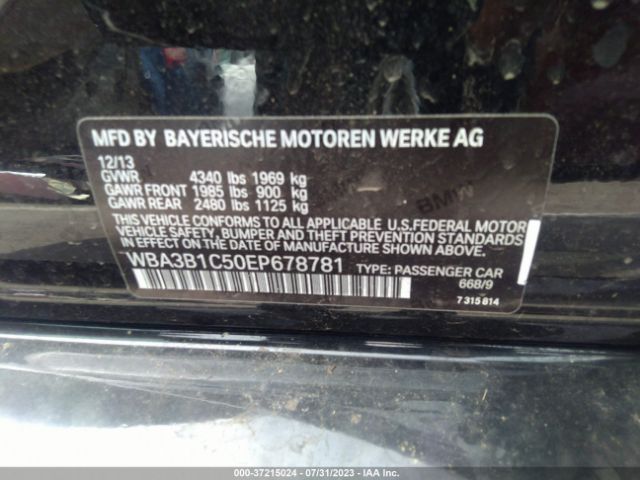 MFD BY BAYERISCHE MOTOREN WERKE AG
12/13
GVWR 4340 lbs 1969 kg
GAWR FRONT 1985 lbs 900 kg
GAWR REAR 2480 lbs 1125 kg
THIS VEHICLE CONFORMS TO ALL APPLICABLE U.S.FEDERAL MOTOR
VEHICLE SAFETY, BUMPER AND THEFT PREVENTION STANDARDS
IN EFFECT ON THE DATE OF MANUFACTURE SHOWN ABOVE.
WBA3B1C50EP678781 TYPE: PASSENGER CAR
668/9
7 315 814
BMW
000-37215024 - 07/31/2023 - Copyright IAA, LLC